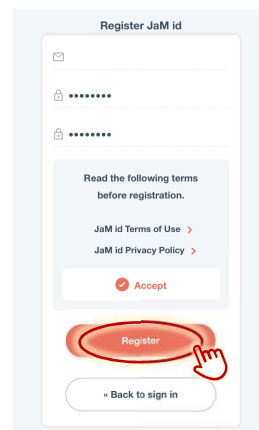 Register JaM id
••••••••
••••••••
Read the following terms
before registration.
JaM id Terms of Use >
JaM id Privacy Policy >
Accept
Register
« Back to sign in